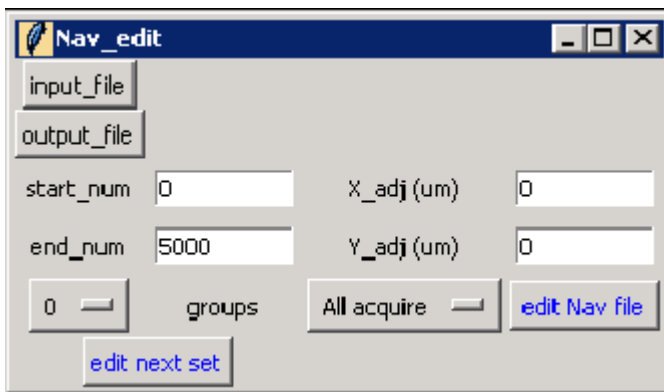 Nav_edit
input_file
output_file
start_num 0 X_adj (um) 0
end_num 5000 Y_adj (um) 0
0 groups All acquire edit Nav file
edit next set